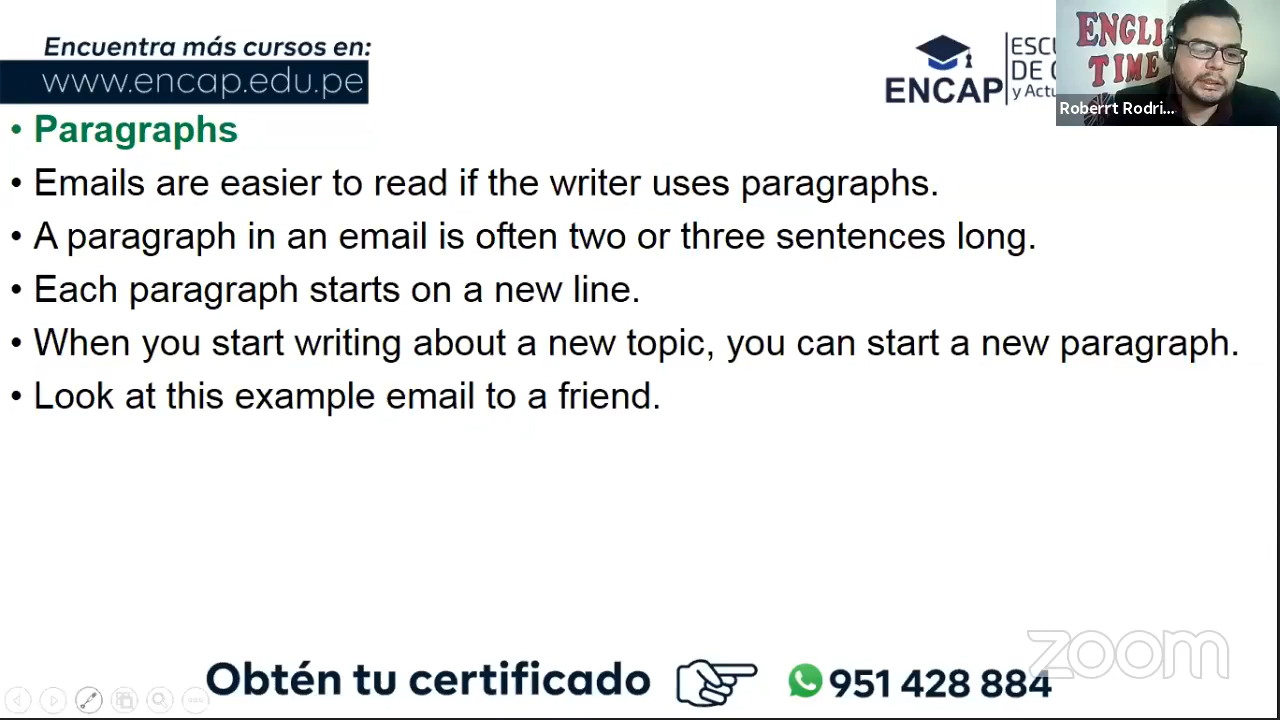 Encuentra más cursos en:
www.encap.edu.pe
ENCAP
DE
y Actu
ENGLI
TIME
Roberrt Rodri...
• Paragraphs
• Emails are easier to read if the writer uses paragraphs.
• A paragraph in an email is often two or three sentences long.
• Each paragraph starts on a new line.
• When you start writing about a new topic, you can start a new paragraph.
• Look at this example email to a friend.
zoom
Obtén tu certificado
951 428 884